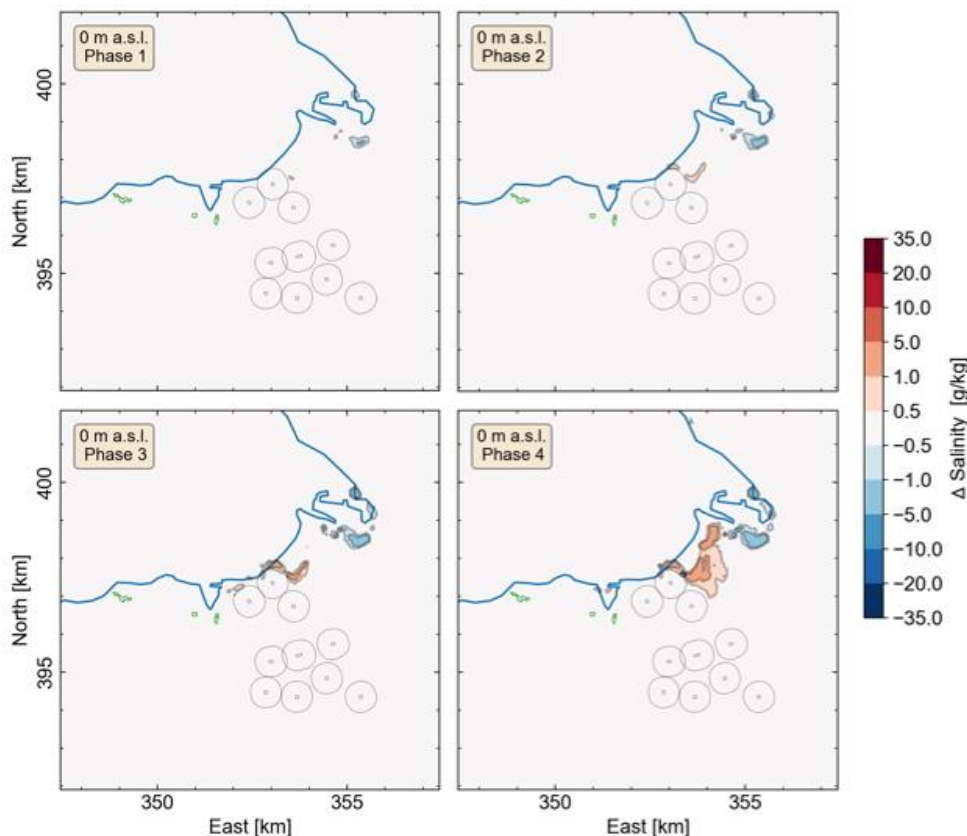 0 m a.s.l.
Phase 1
0 m a.s.l.
Phase 2
400
395
North [km]
0 m a.s.l.
Phase 3
0 m a.s.l.
Phase 4
400
395
North [km]
350
355
350
355
East [km]
East [km]
35.0
20.0
10.0
5.0
1.0
0.5
−0.5
−1.0
−5.0
−10.0
−20.0
−35.0
Δ Salinity [g/kg]